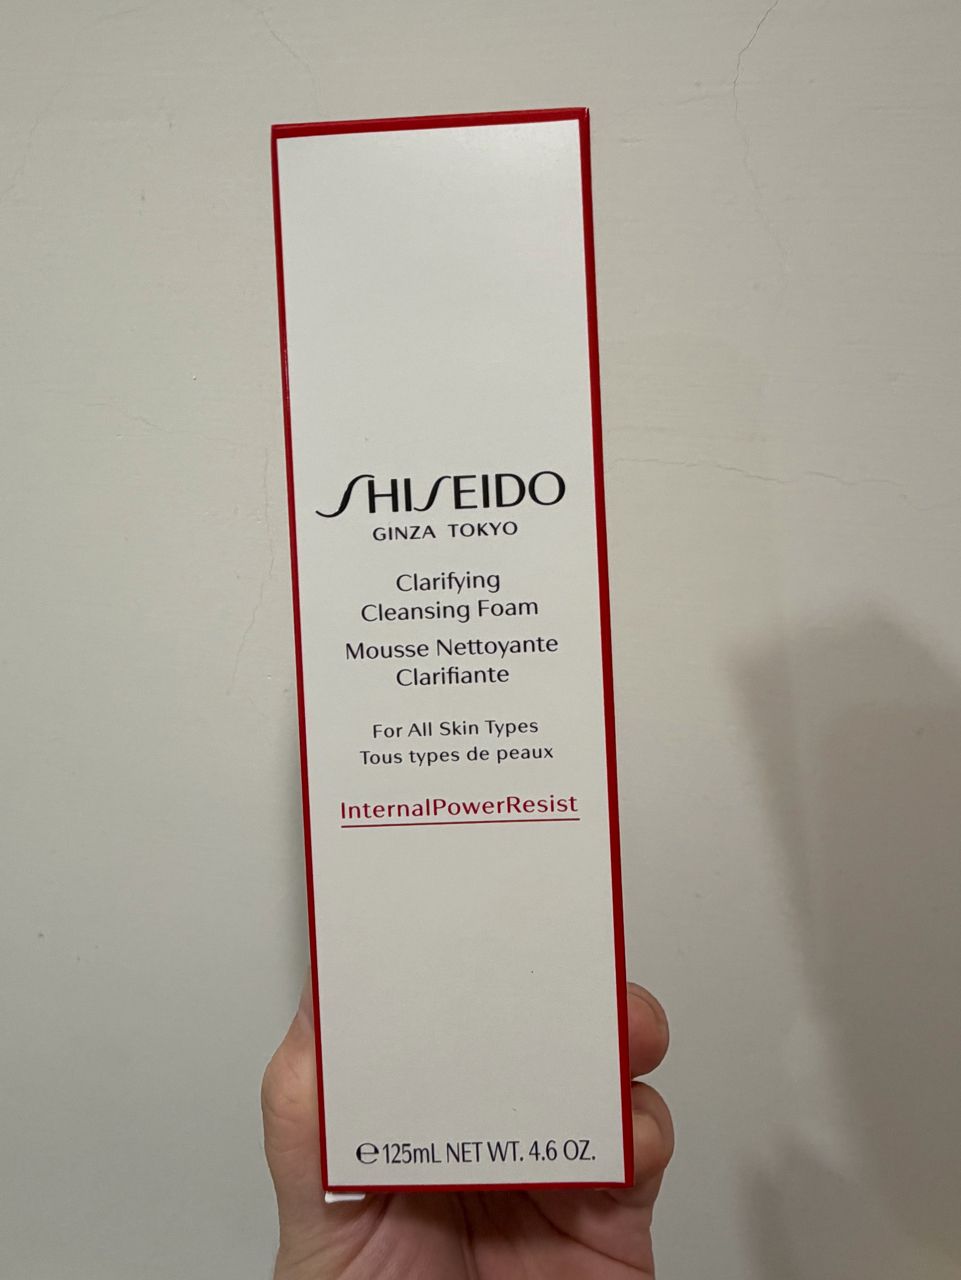 SHISEIDO
GINZA TOKYO
Clarifying
Cleansing Foam
Mousse Nettoyante
Clarifiante
For All Skin Types
Tous types de peaux
InternalPowerResist
℮125mL NET WT. 4.6 OZ.